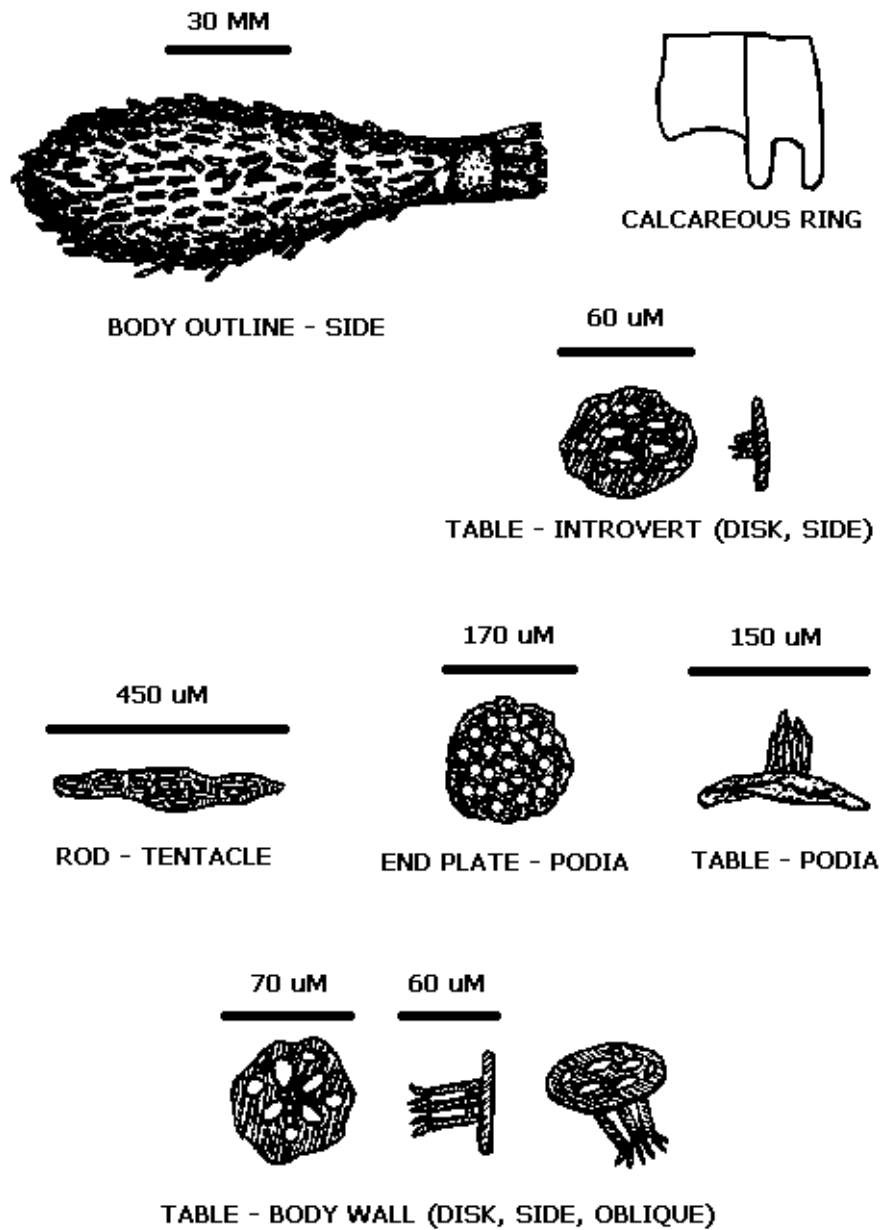 30 MM
CALCAREOUS RING
BODY OUTLINE - SIDE
60 uM
TABLE - INTROVERT (DISK, SIDE)
450 uM
170 uM
150 uM
ROD - TENTACLE
END PLATE - PODIA
TABLE - PODIA
70 uM
60 uM
TABLE - BODY WALL (DISK, SIDE, OBLIQUE)